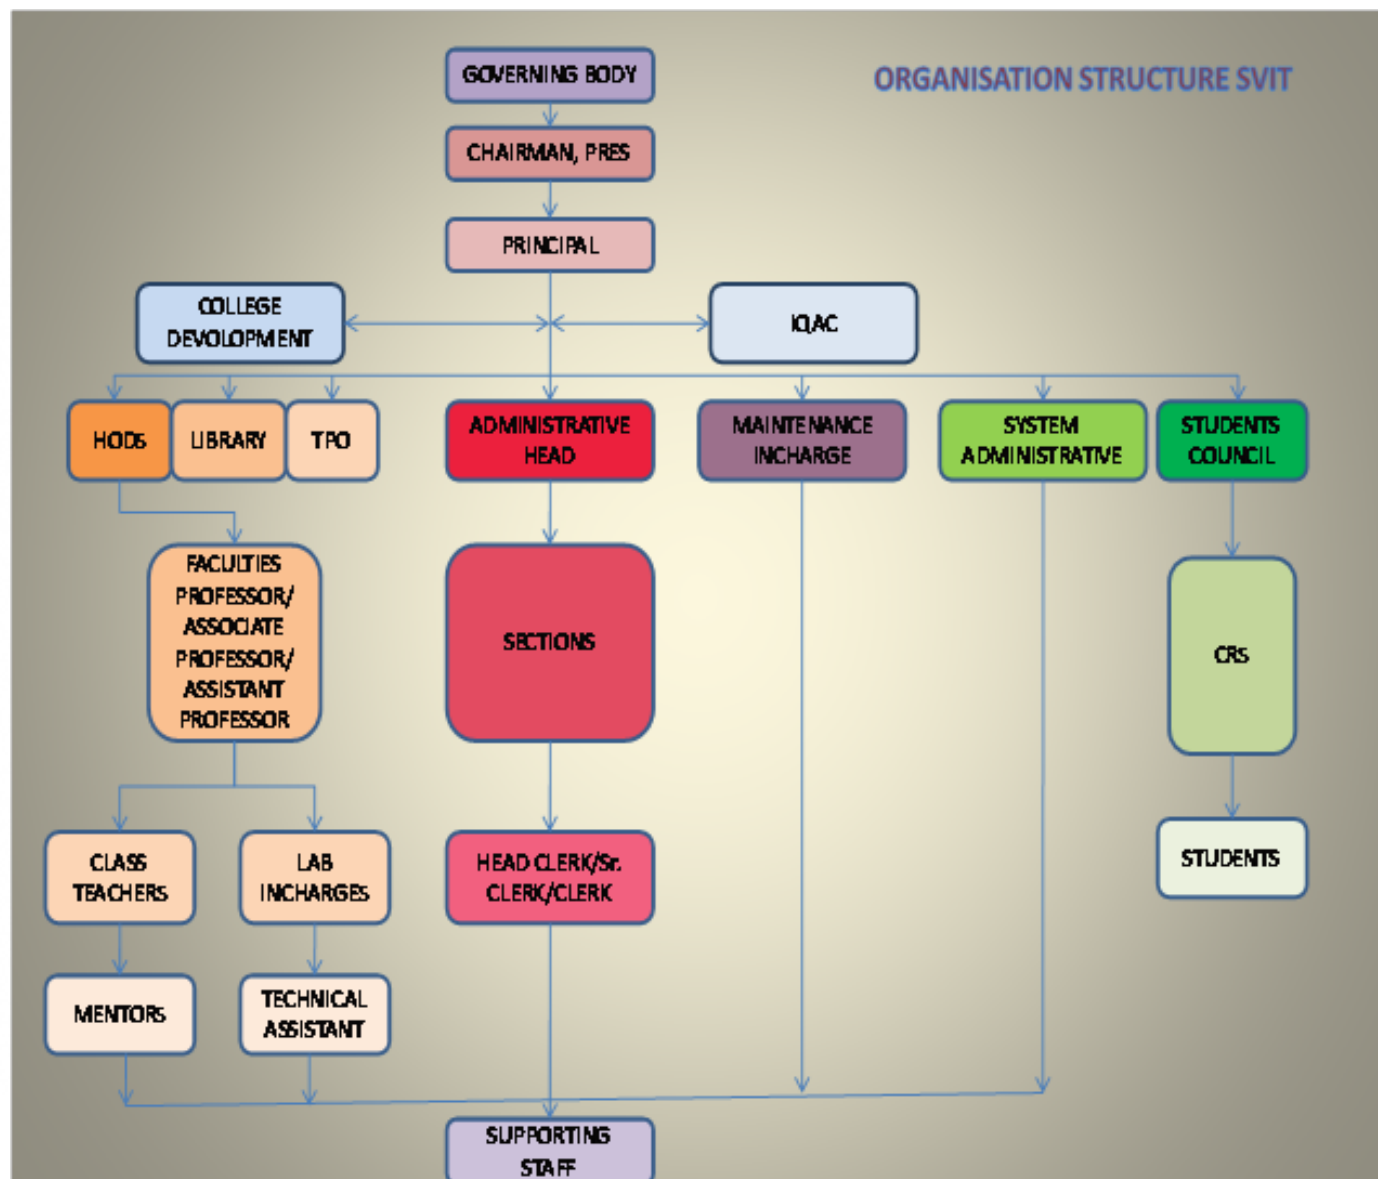 GOVERNING BODY
ORGANISATION STRUCTURE SVIT
CHAIRMAN, PRES
PRINCIPAL
COLLEGE
DEVOLOPMENT
IQAC
HODs
LIBRARY
TPO
ADMINISTRATIVE
HEAD
MAINTENANCE
INCHARGE
SYSTEM
ADMINISTRATIVE
STUDENTS
COUNCIL
FACULTIES
PROFESSOR/
ASSOCIATE
PROFESSOR/
ASSISTANT
PROFESSOR
SECTIONS
CRs
CLASS
TEACHERS
LAB
INCHARGES
HEAD CLERK/Sr.
CLERK/CLERK
STUDENTS
MENTORs
TECHNICAL
ASSISTANT
SUPPORTING
STAFF